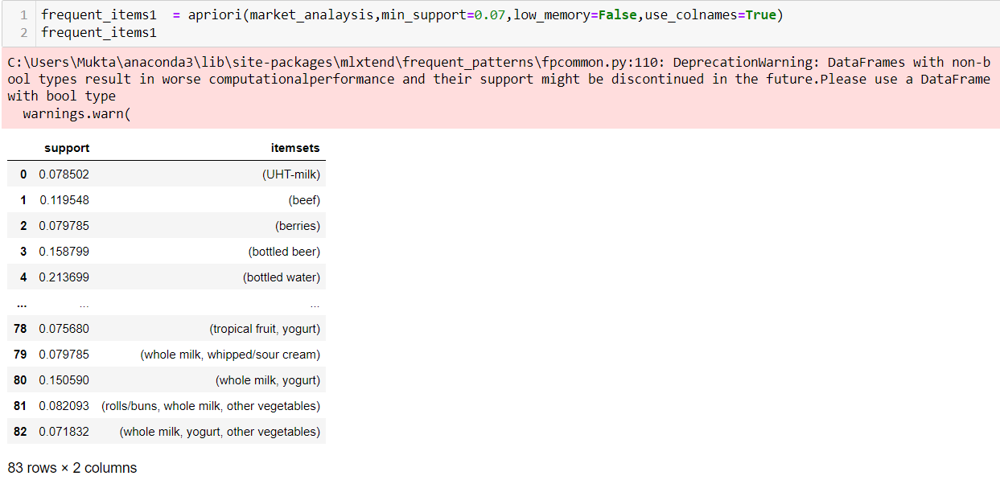 1 frequent_items1  = apriori(market_analaysis,min_support=0.07,low_memory=False,use_colnames=True)
2 frequent_items1
C:\Users\Mukta\anaconda3\lib\site-packages\mlxtend\frequent_patterns\fpcommon.py:110: DeprecationWarning: DataFrames with non-b
ool types result in worse computationalperformance and their support might be discontinued in the future.Please use a DataFrame
with bool type
  warnings.warn(
support itemsets
0 0.078502 (UHT-milk)
1 0.119548 (beef)
2 0.079785 (berries)
3 0.158799 (bottled beer)
4 0.213699 (bottled water)
... ... ...
78 0.075680 (tropical fruit, yogurt)
79 0.079785 (whole milk, whipped/sour cream)
80 0.150590 (whole milk, yogurt)
81 0.082093 (rolls/buns, whole milk, other vegetables)
82 0.071832 (whole milk, yogurt, other vegetables)
83 rows × 2 columns